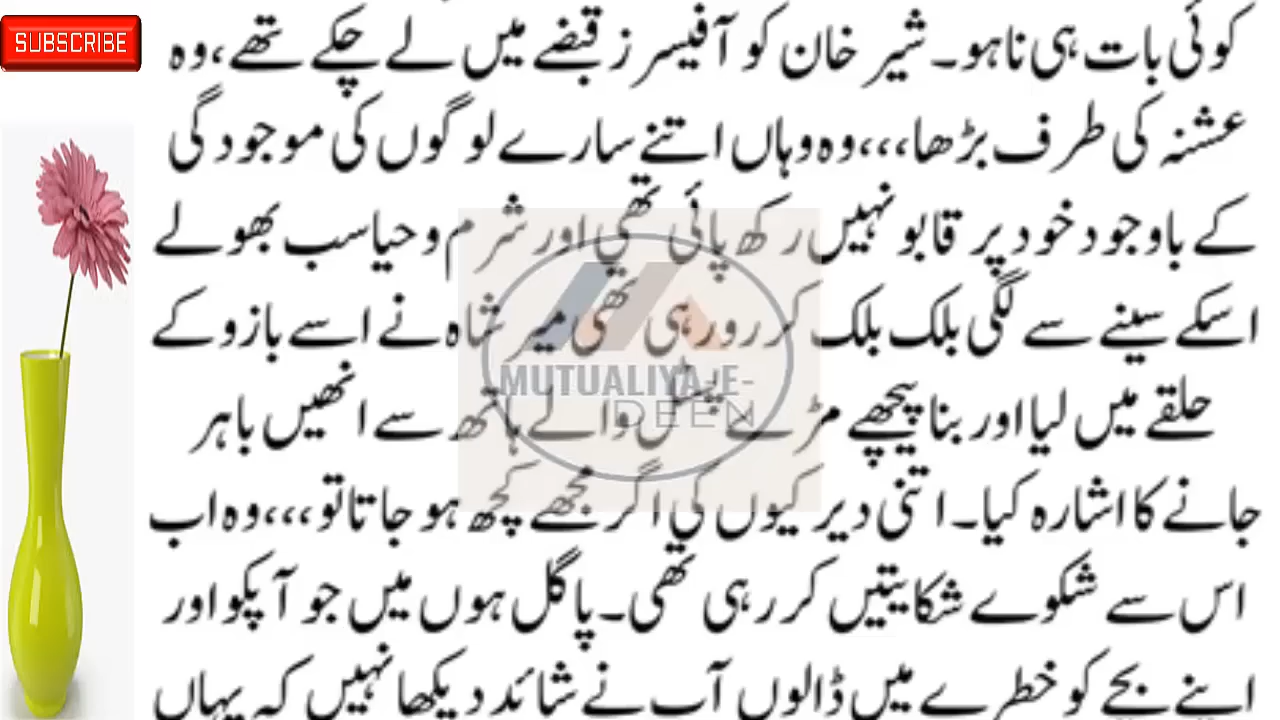 SUBSCRIBE
کوئی بات ہی نا ہو۔ شیر خان کو آفیسرز قبضے میں لے چکے تھے، وہ
عشنہ کی طرف بڑھا،،،، وہ وہاں اتنے سارے لوگوں کی موجودگی
کے باوجود خود پر قابو نہیں رکھ پائی تھی اور شرم و حیا سب بھولے
اسکے سینے سے لگی بلک بلک کر رو رہی تھی میر شاہ نے اسے بازو کے
حلقے میں لیا اور بنا پیچھے مڑے پسٹل والے ہاتھ سے انھیں باہر
جانے کا اشارہ کیا۔ اتنی دیر کیوں کی اگر مجھے کچھ ہو جاتا تو،،،، وہ اب
اس سے شکوے شکایتیں کر رہی تھی۔ پاگل ہوں میں جو آپکو اور
اپنے بچے کو خطرے میں ڈالوں آپ نے شائد دیکھا نہیں کہ یہاں
MUTUALIYA-E-
DEEN